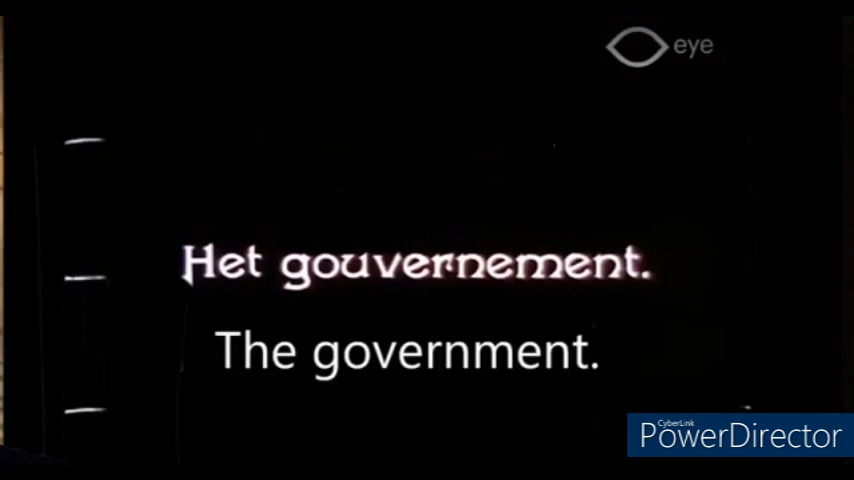 eye
Het gouvernement.
The government.
CyberLink
PowerDirector